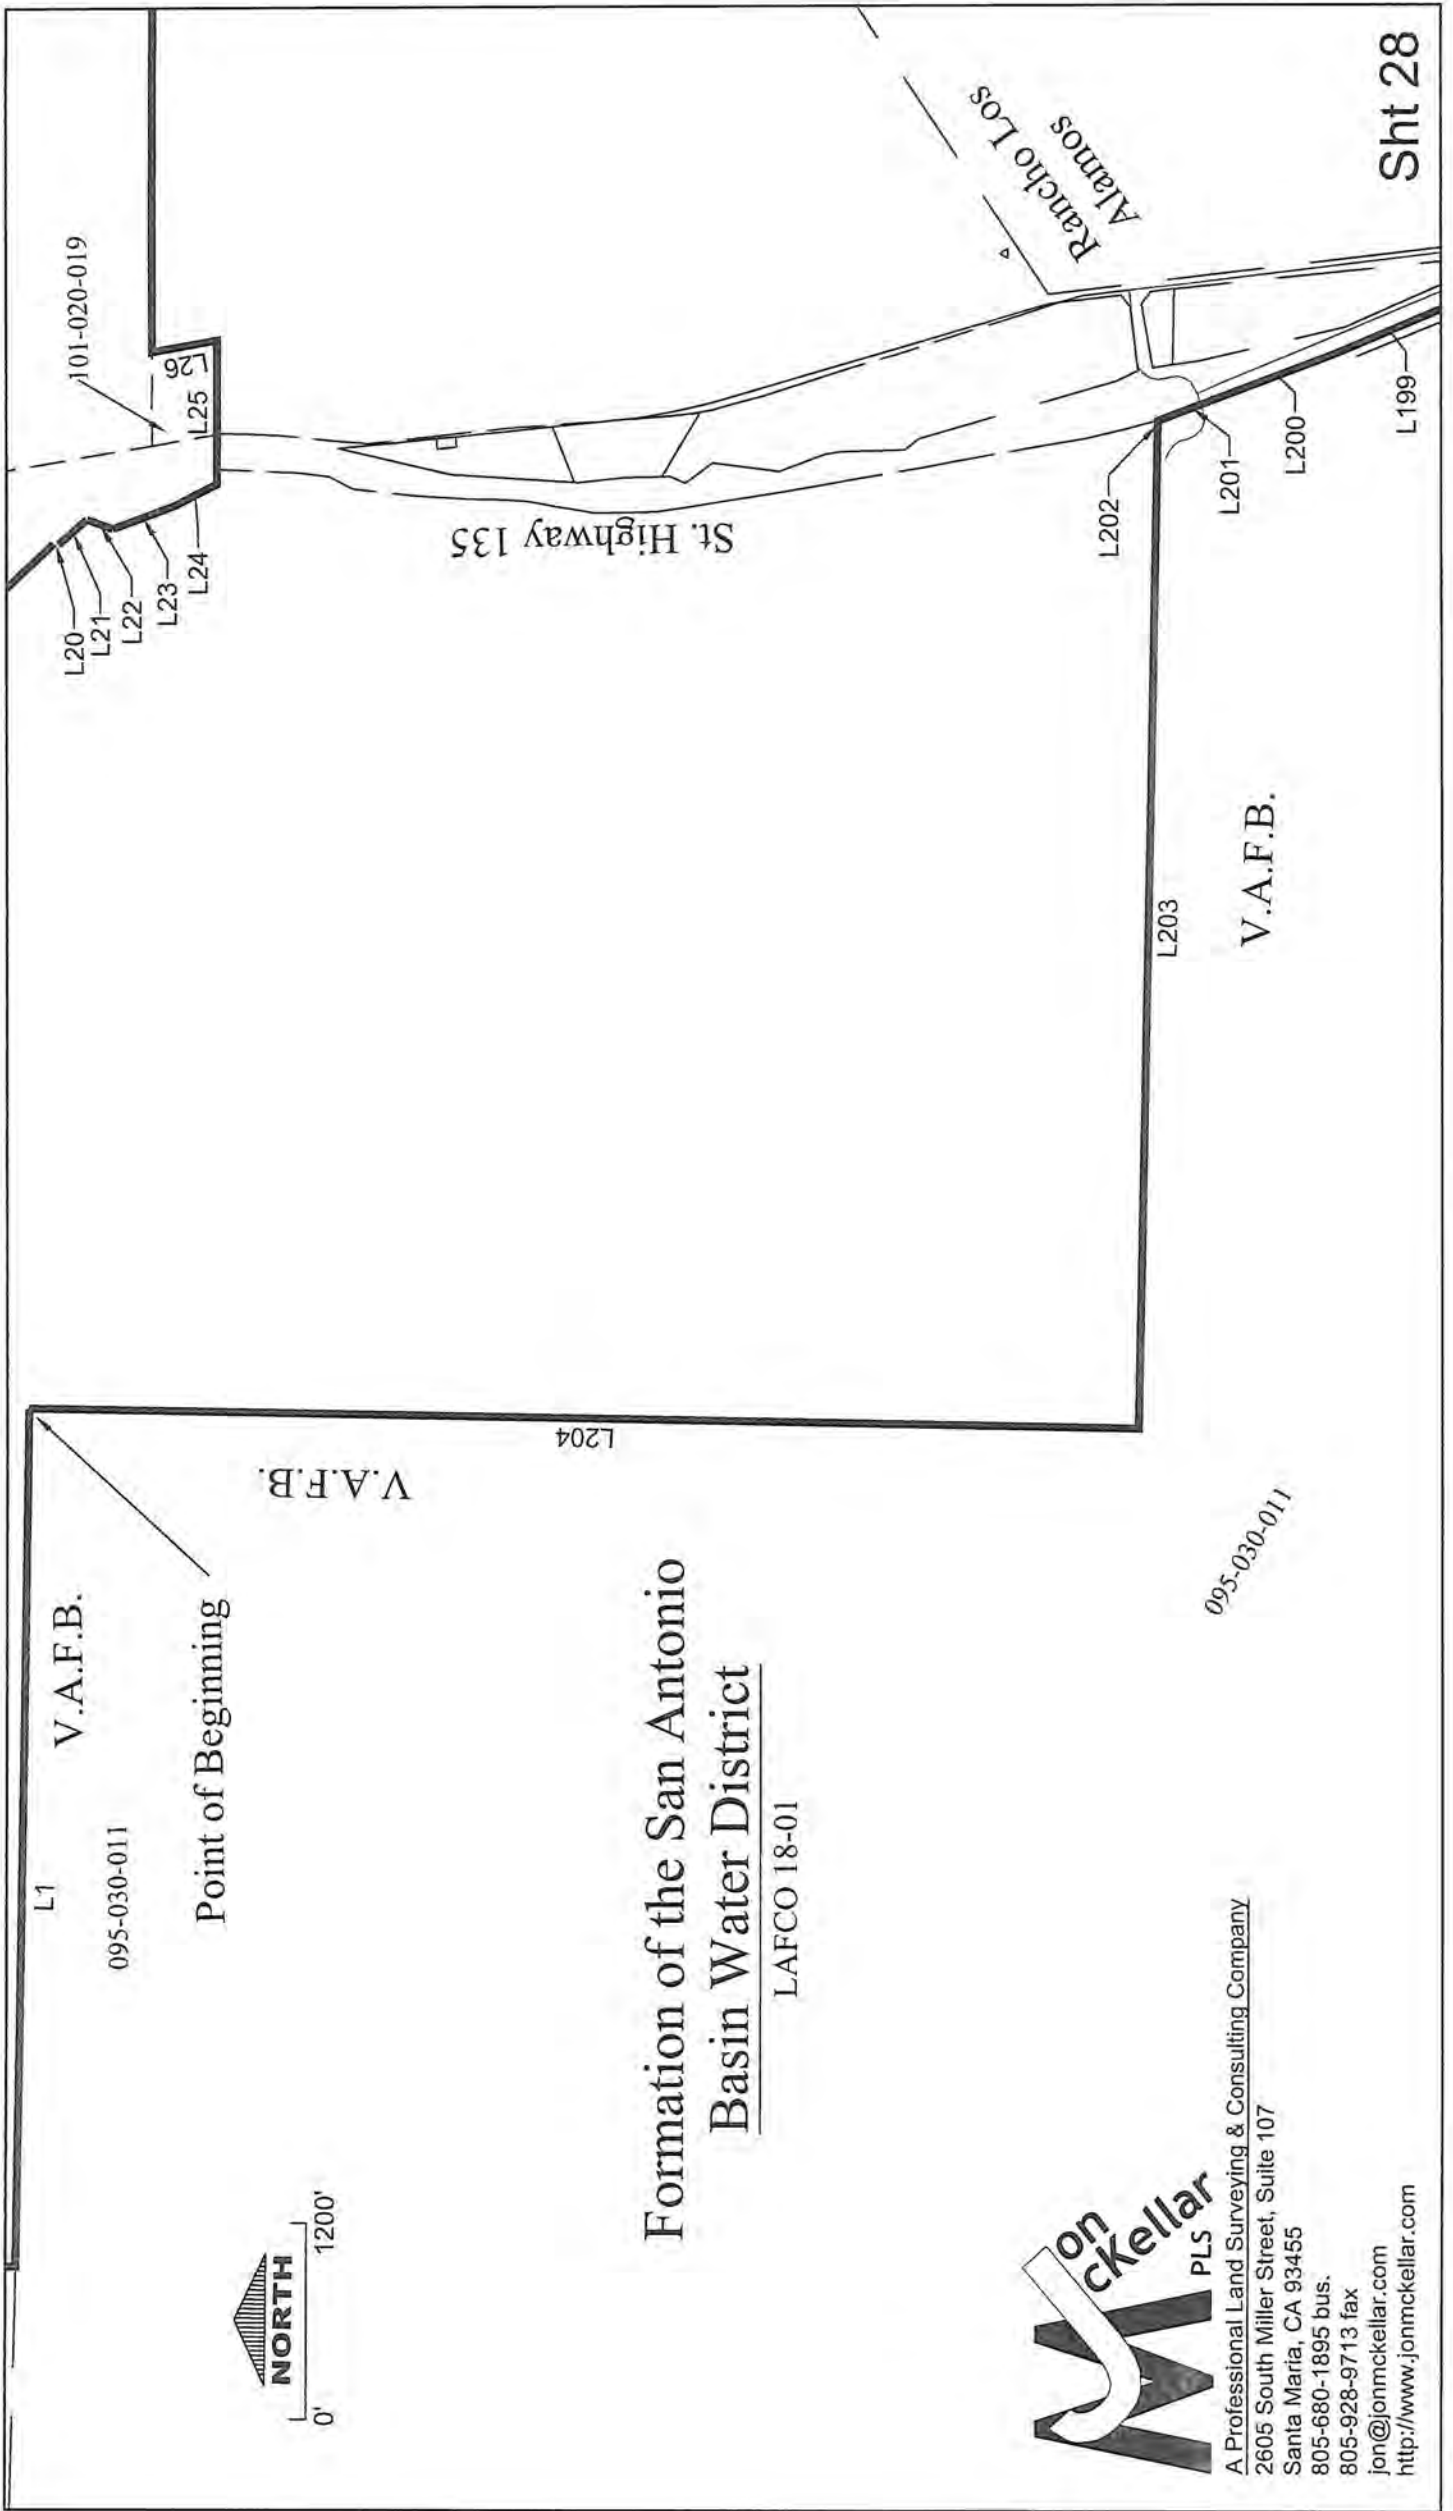 L1
V.A.F.B.
095-030-011
Point of Beginning
V.A.F.B.
L204
NORTH
0' 1200'
Formation of the San Antonio
Basin Water District
LAFCO 18-01
095-030-011
L20
L21
L22
L23
L24
L25
L26
101-020-019
St. Highway 135
Rancho Los
Alamos
L202
L201
L200
L199
L203
V.A.F.B.
on
cKellar
PLS
A Professional Land Surveying & Consulting Company
2605 South Miller Street, Suite 107
Santa Maria, CA 93455
805-680-1895 bus.
805-928-9713 fax
jon@jonmckellar.com
http://www.jonmckellar.com
Sht 28